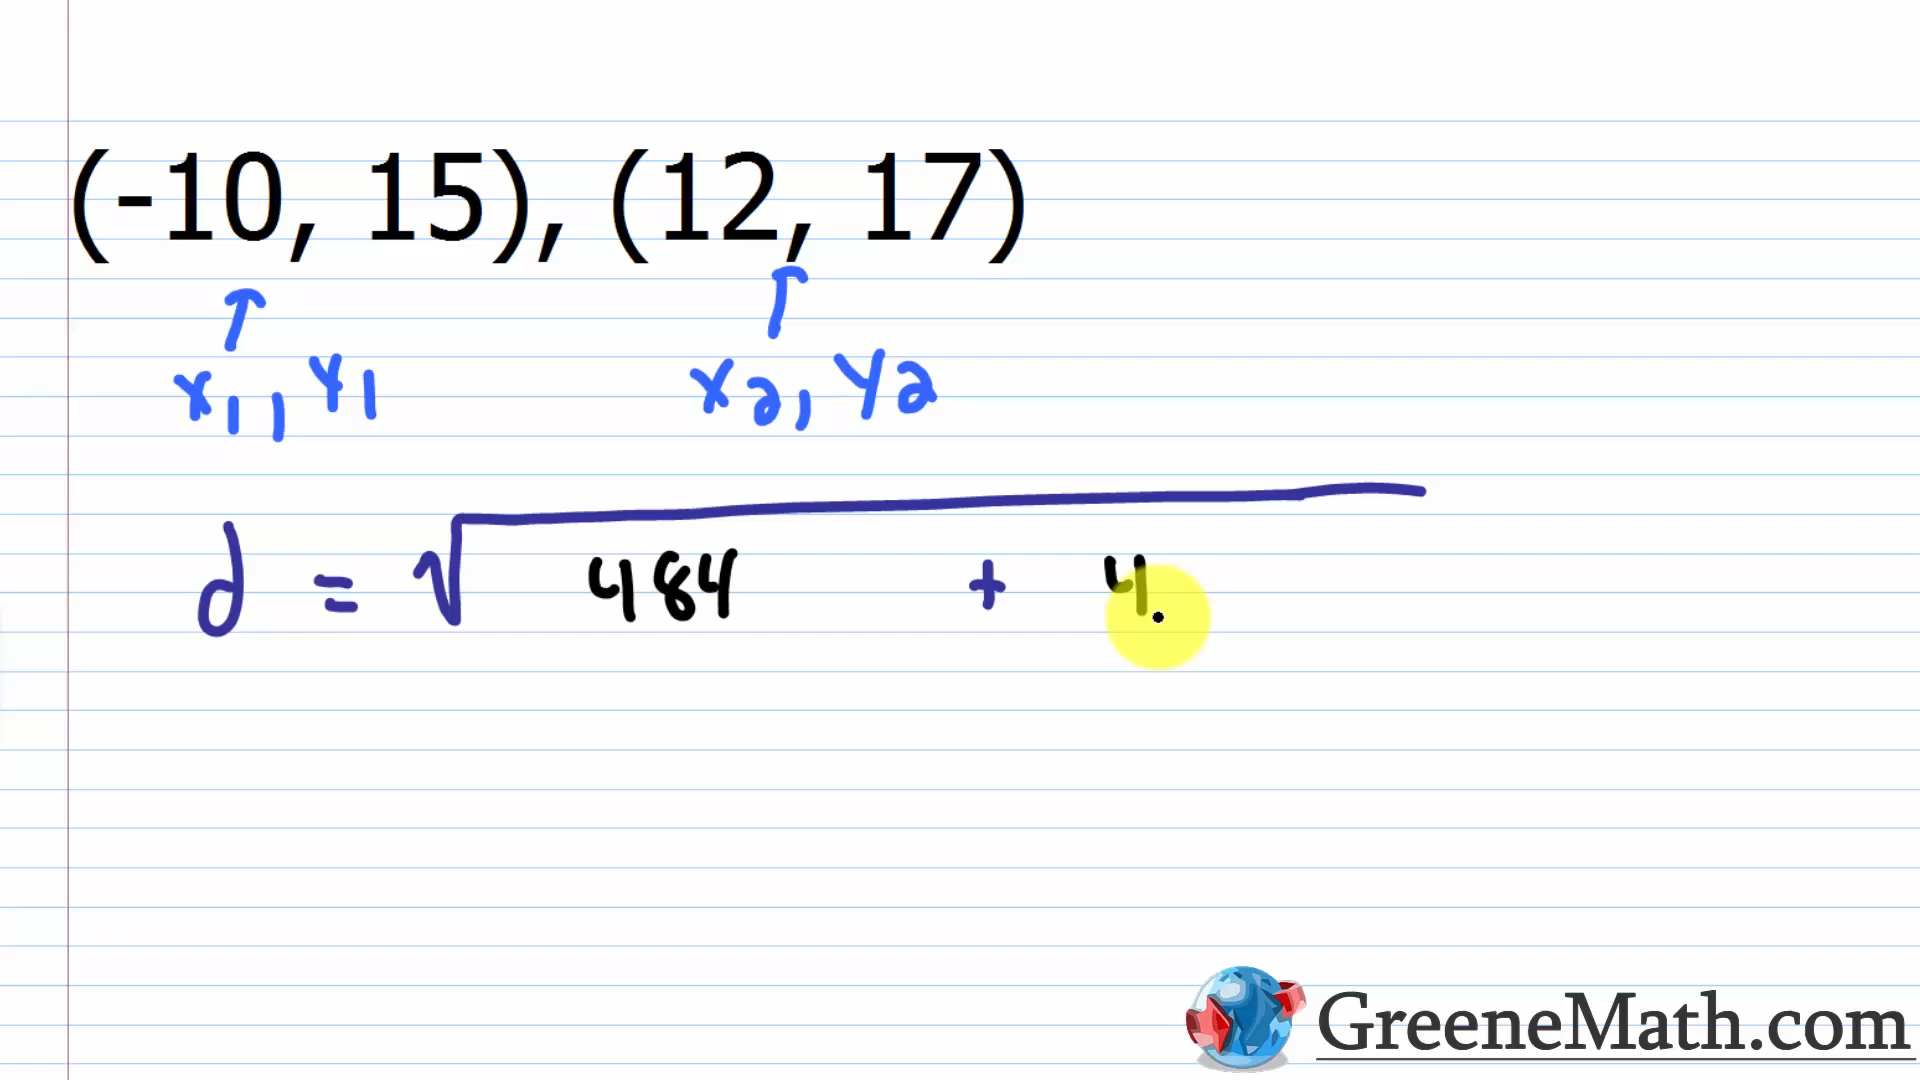 (-10, 15), (12, 17)
x₁, y₁ x₂, y₂
d = √484 + 4
GreeneMath.com